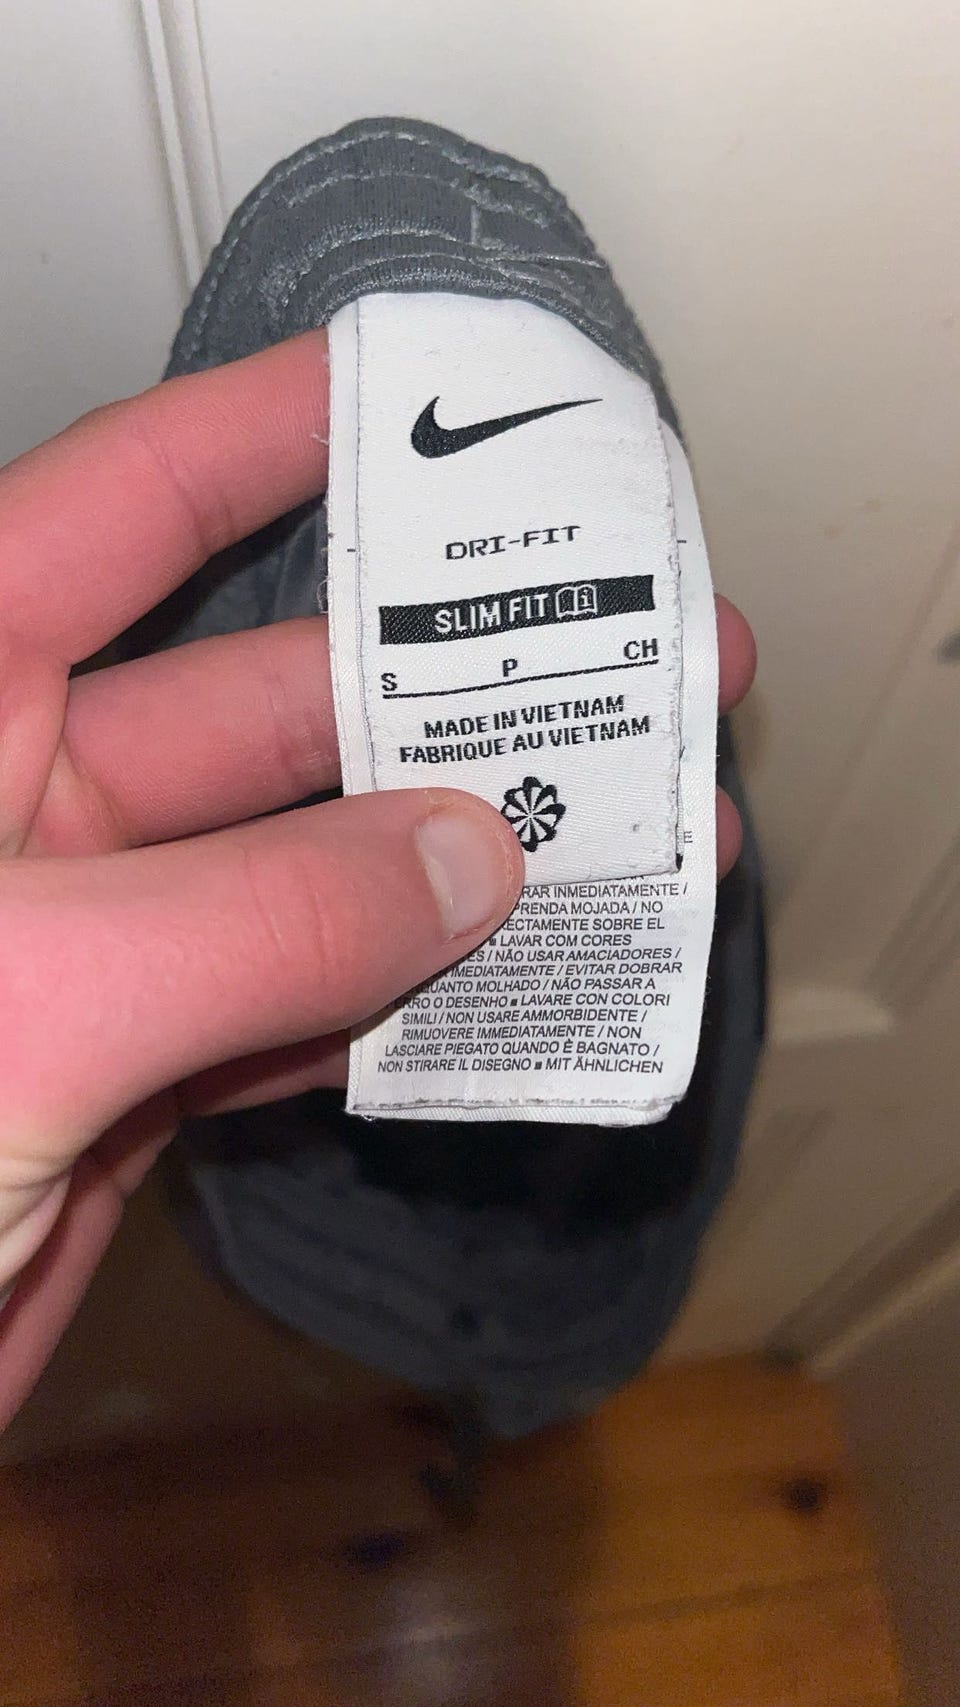 DRI-FIT
SLIM FIT
S P CH
MADE IN VIETNAM
FABRIQUE AU VIETNAM
E
INMEDIATAMENTE /
PRENDA MOJADA / NO
SOBRE EL
■ LAVAR COM CORES
/ NÃO USAR AMACIADORES /
IMEDIATAMENTE / EVITAR DOBRAR
MOLHADO / NÃO PASSAR A
O DESENHO ■ LAVARE CON COLORI
SIMILI / NON USARE AMMORBIDENTE /
RIMUOVERE IMMEDIATAMENTE / NON
LASCIARE PIEGATO QUANDO È BAGNATO /
NON STIRARE IL DISEGNO ■ MIT ÄHNLICHEN